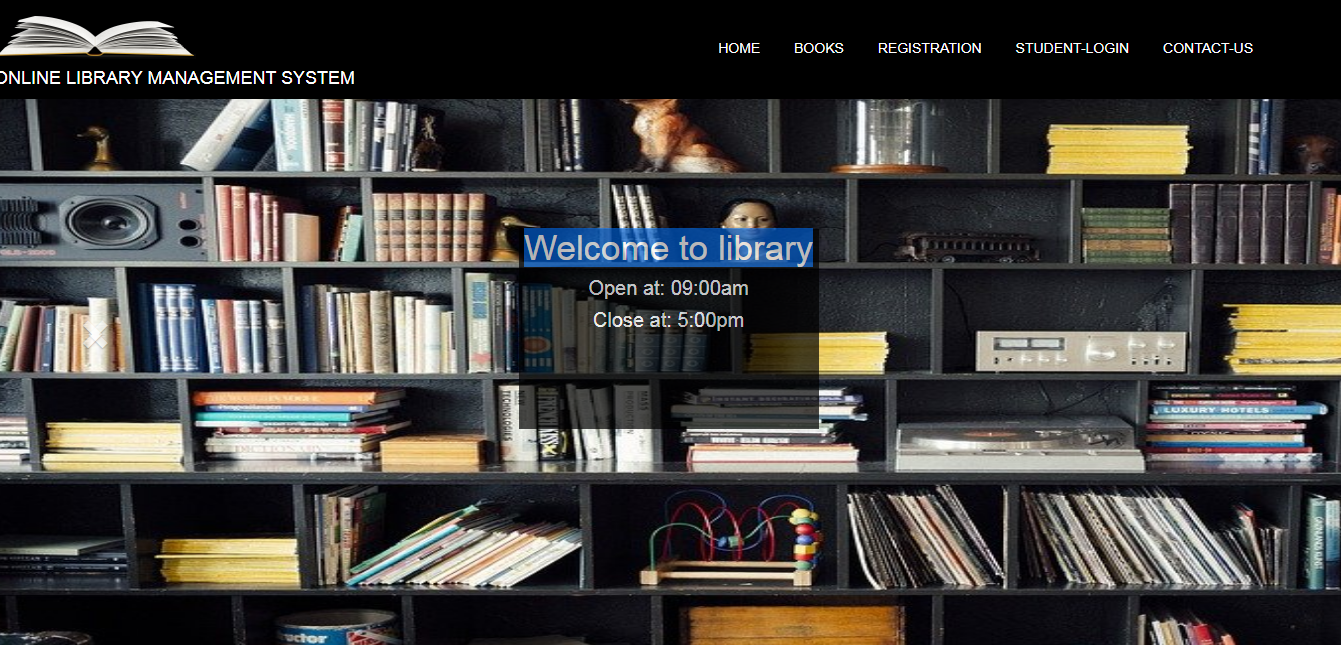 HOME BOOKS REGISTRATION STUDENT-LOGIN CONTACT-US
ONLINE LIBRARY MANAGEMENT SYSTEM
Welcome to library
Open at: 09:00am
Close at: 5:00pm
LUXURY HOTELS